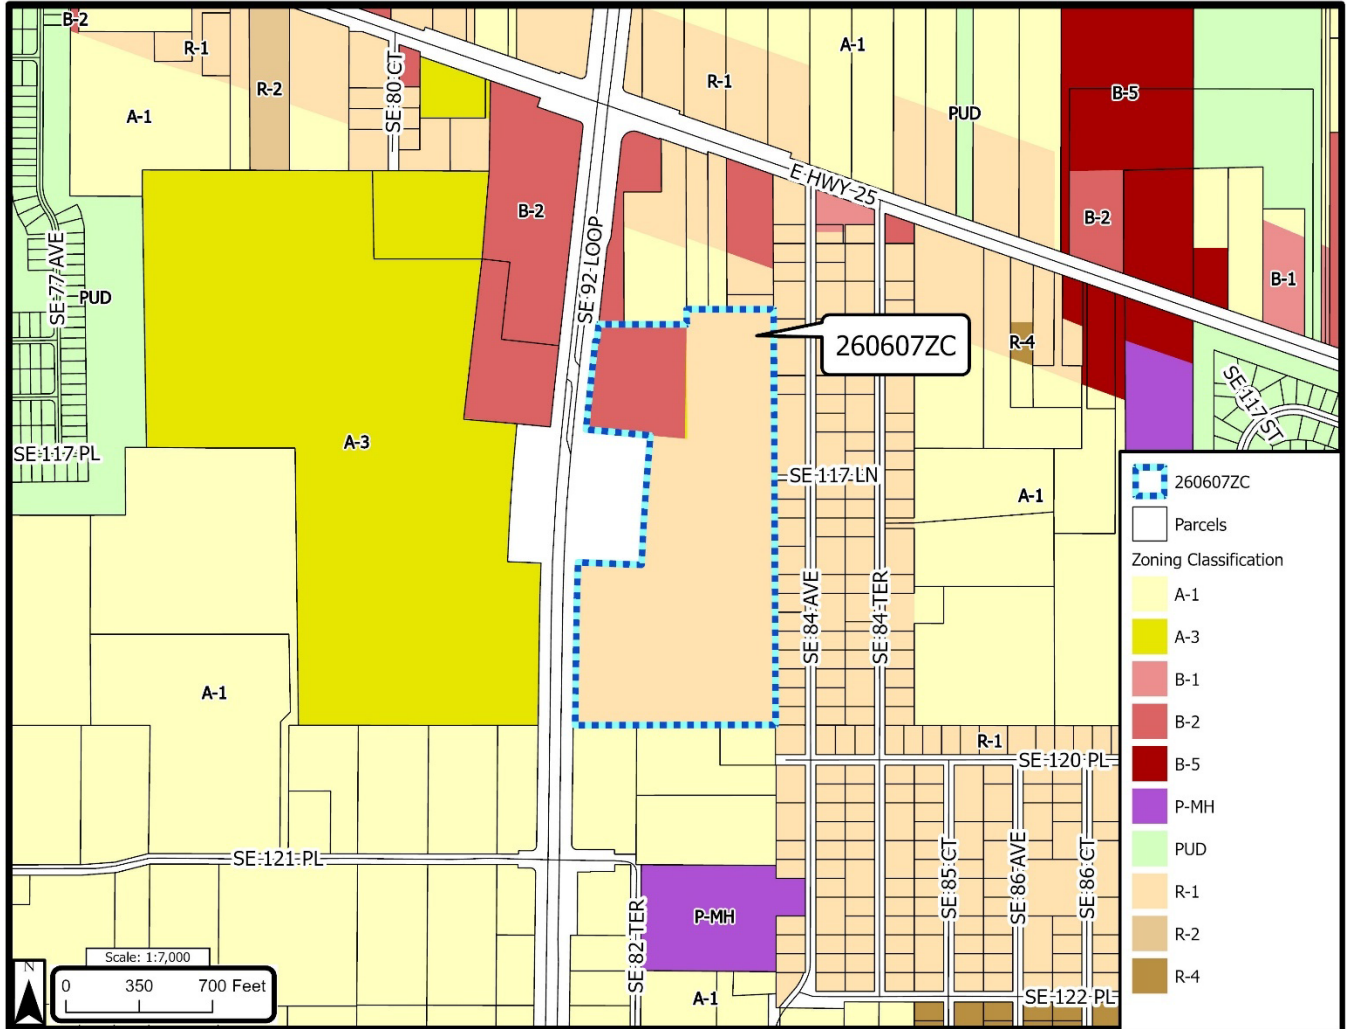 B-2
R-1
R-2
A-1
SE 80 CT
R-1
A-1
PUD
B-5
B-2
E HWY 25
B-2
SE 92 LOOP
SE 77 AVE
PUD
B-1
R-4
260607ZC
SE 117 ST
A-3
SE 117 PL
SE 117 LN
A-1
SE 84 AVE
SE 84 TER
A-1
R-1
SE 120 PL
SE 121 PL
SE 85 CT
SE 86 AVE
SE 86 CT
P-MH
SE 82 TER
A-1
SE 122 PL
Scale: 1:7,000
N
0 350 700 Feet
260607ZC
Parcels
Zoning Classification
A-1
A-3
B-1
B-2
B-5
P-MH
PUD
R-1
R-2
R-4